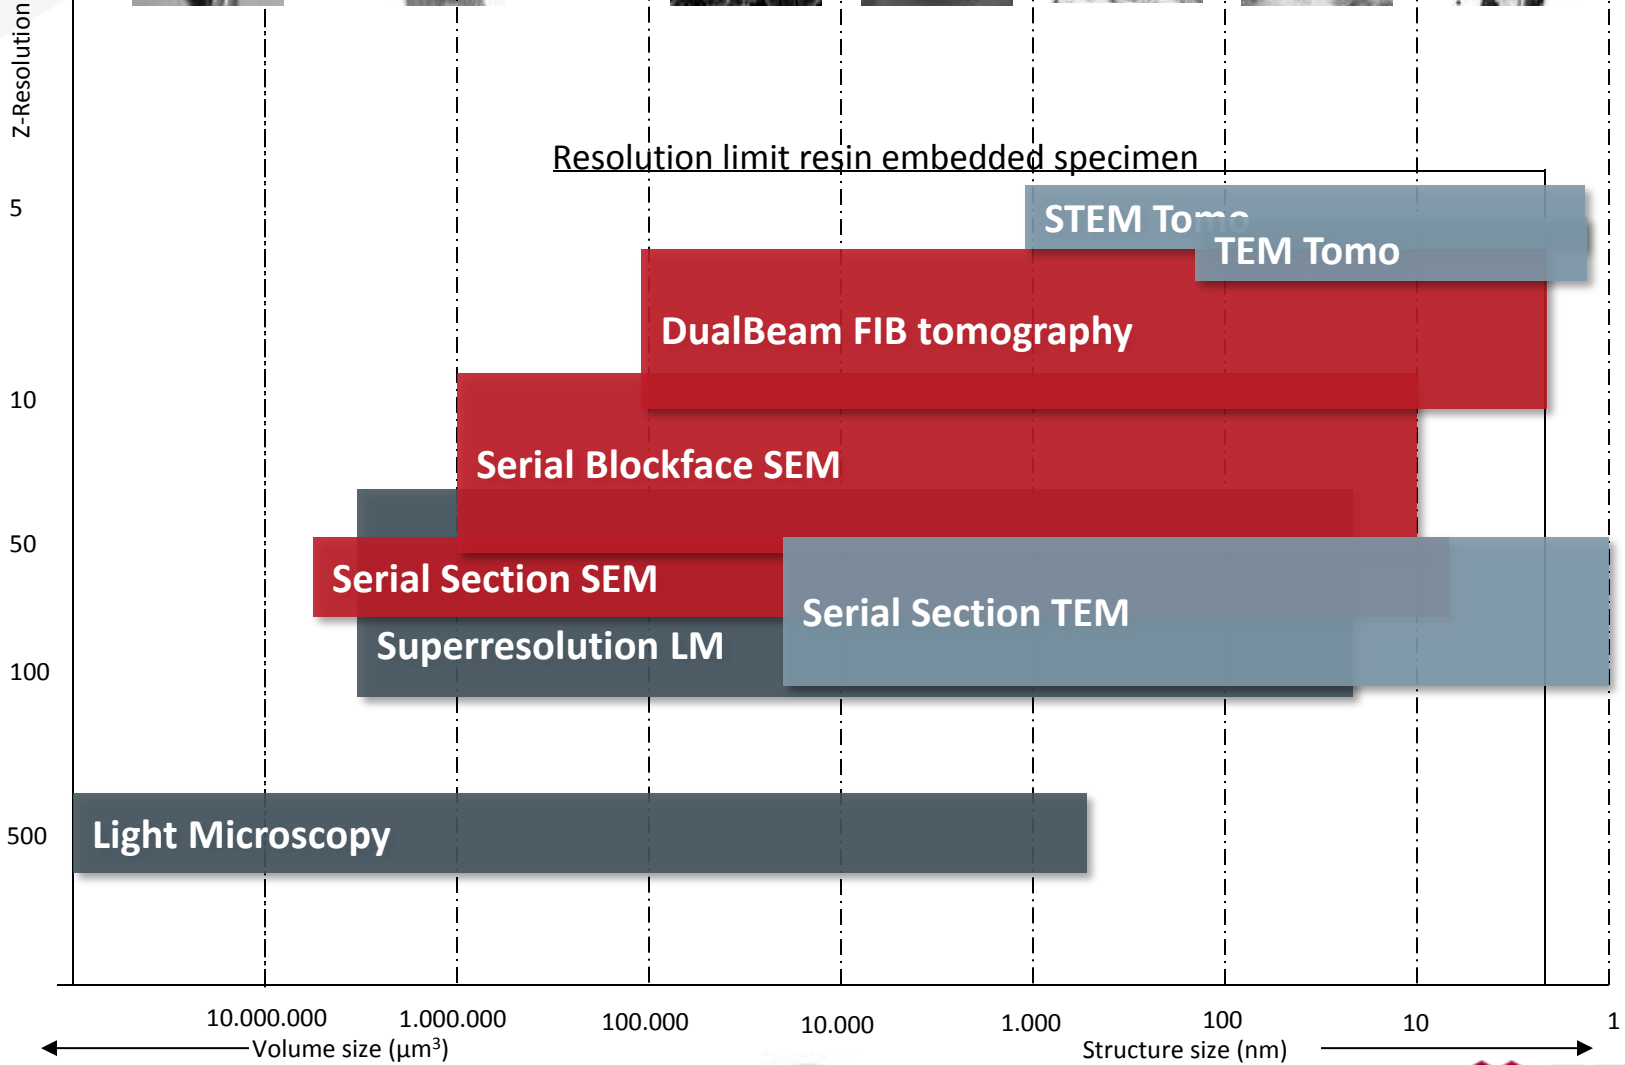 Z-Resolution
Resolution limit resin embedded specimen
5
STEM Tomo
TEM Tomo
DualBeam FIB tomography
10
Serial Blockface SEM
50
Serial Section SEM
Serial Section TEM
Superresolution LM
100
500
Light Microscopy
10.000.000 1.000.000 100.000 10.000 1.000 100 10 1
Volume size (µm³) Structure size (nm)